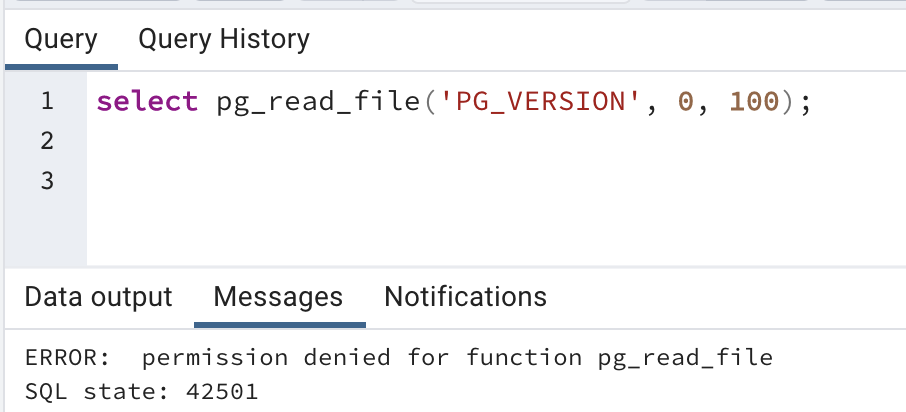 Query Query History
1 select pg_read_file('PG_VERSION', 0, 100);
2
3
Data output Messages Notifications
ERROR:  permission denied for function pg_read_file
SQL state: 42501